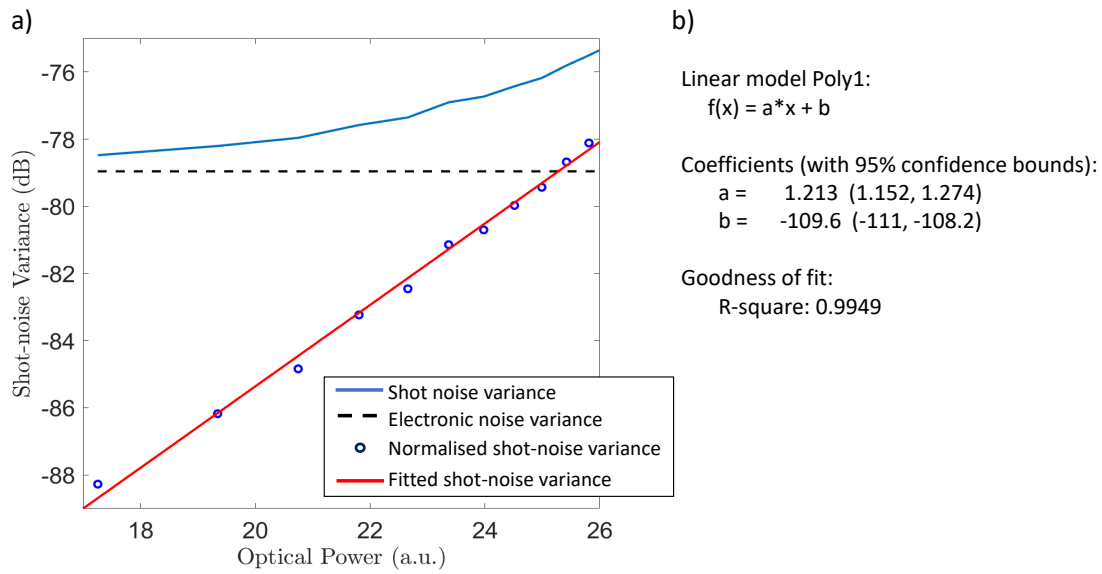 a)
-76
-78
-80
-82
-84
-86
-88
Shot-noise Variance (dB)
18 20 22 24 26
Optical Power (a.u.)
Shot noise variance
Electronic noise variance
Normalised shot-noise variance
Fitted shot-noise variance
b)
Linear model Poly1:
f(x) = a*x + b
Coefficients (with 95% confidence bounds):
a = 1.213 (1.152, 1.274)
b = -109.6 (-111, -108.2)
Goodness of fit:
R-square: 0.9949